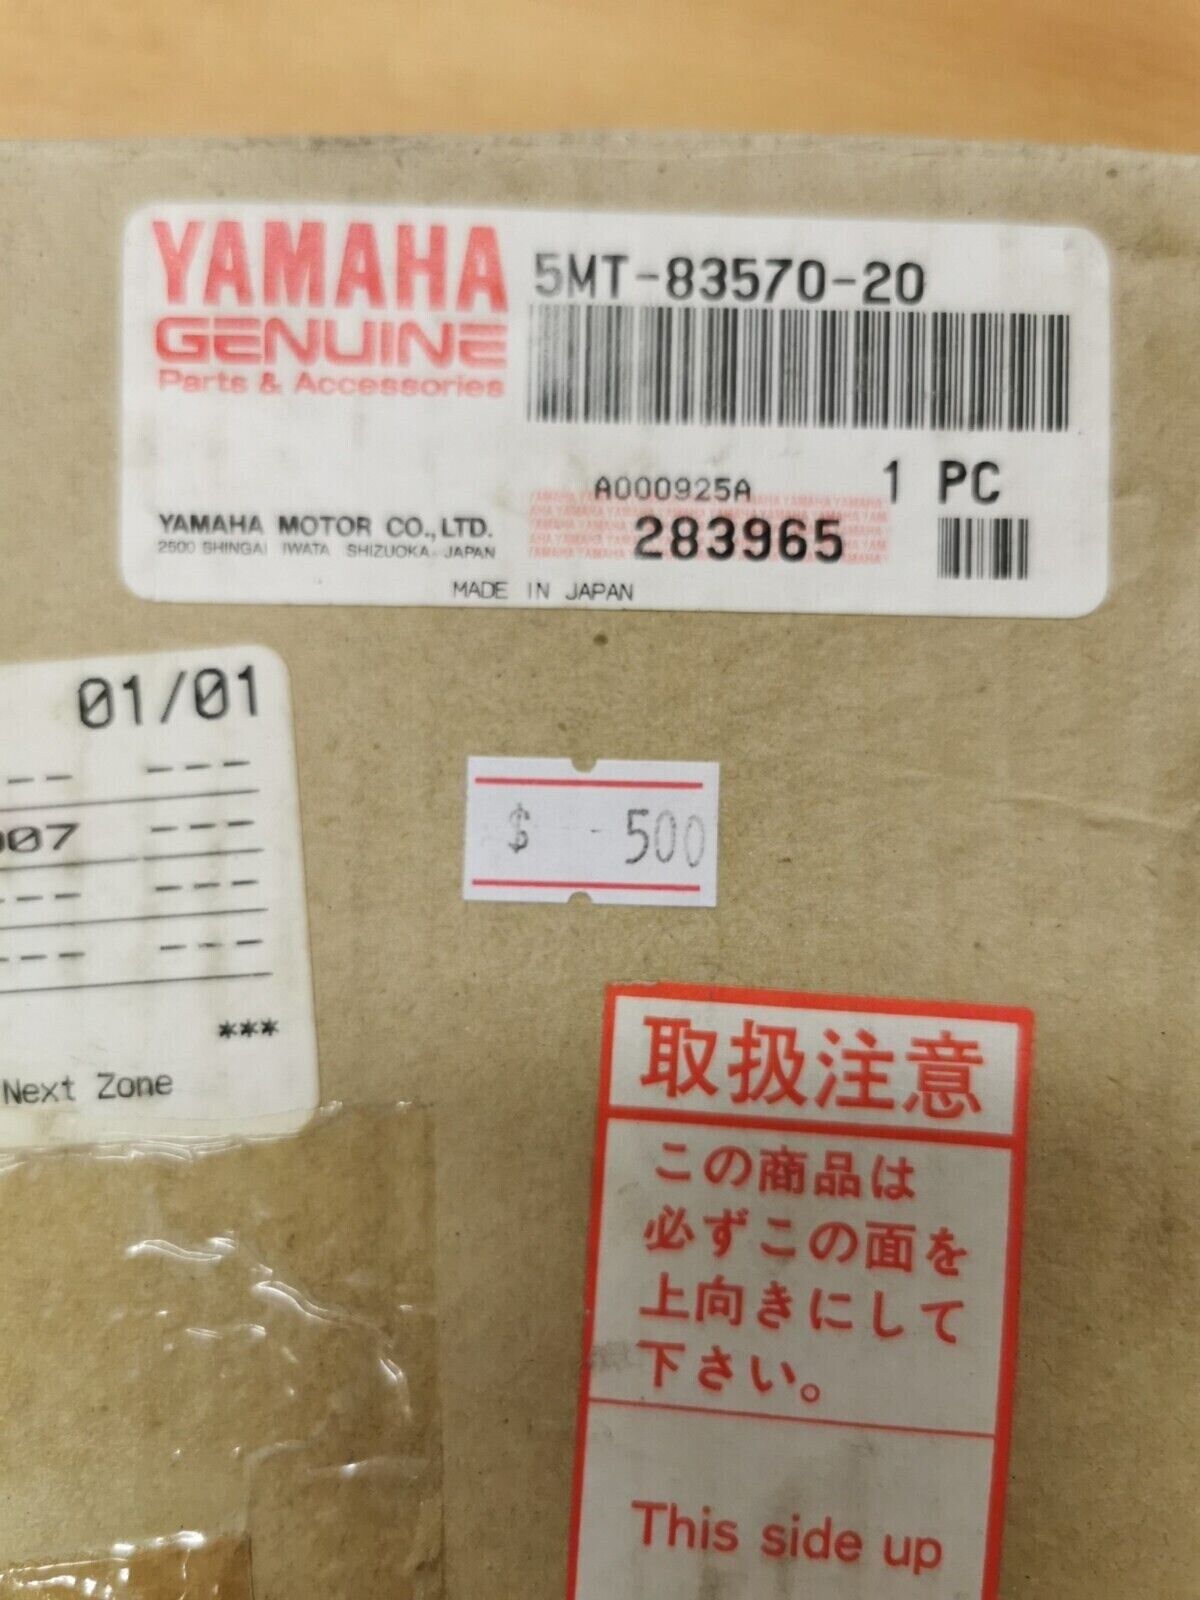 YAMAHA
GENUINE
Parts & Accessories
5MT-83570-20
A000925A
1 PC
283965
YAMAHA MOTOR CO.,LTD.
2500 SHINGAI IWATA SHIZUOKA JAPAN
MADE IN JAPAN
01/01
-- ---
007 ---
--- ---
--- ---
***
Next Zone
$ - 500
取扱注意
この商品は
必ずこの面を
上向きにして
下さい。
This side up